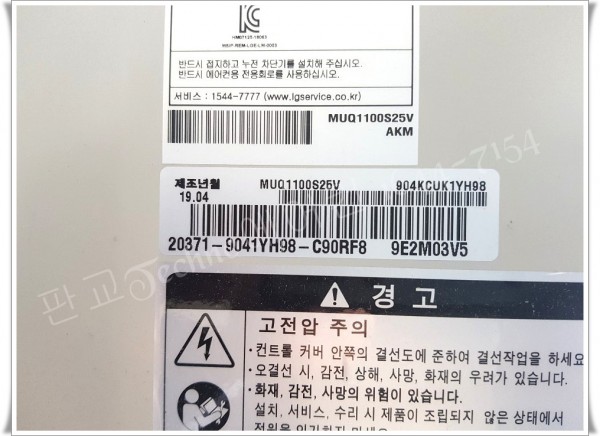 반드시 접지하고 누전 차단기를 설치해 주십시오.
반드시 에어컨용 전용회로를 사용하십시오.
서비스 : 1544-7777 (www.lgservice.co.kr)
MUQ1100S25V
AKM
제조년월 MUQ1100S25V 904KCUK1YH98
19.04
20371-9041YH98-C90RF8 9E2M03V5
경고
고전압 주의
·컨트롤 커버 안쪽의 결선도에 준하여 결선작업을 하세요
·오결선 시, 감전, 상해, 사망, 화재의 우려가 있습니다.
·화재, 감전, 사망의 위험이 있습니다.
설치, 서비스, 수리 시 제품이 조립되지 않은 상태에서
판교